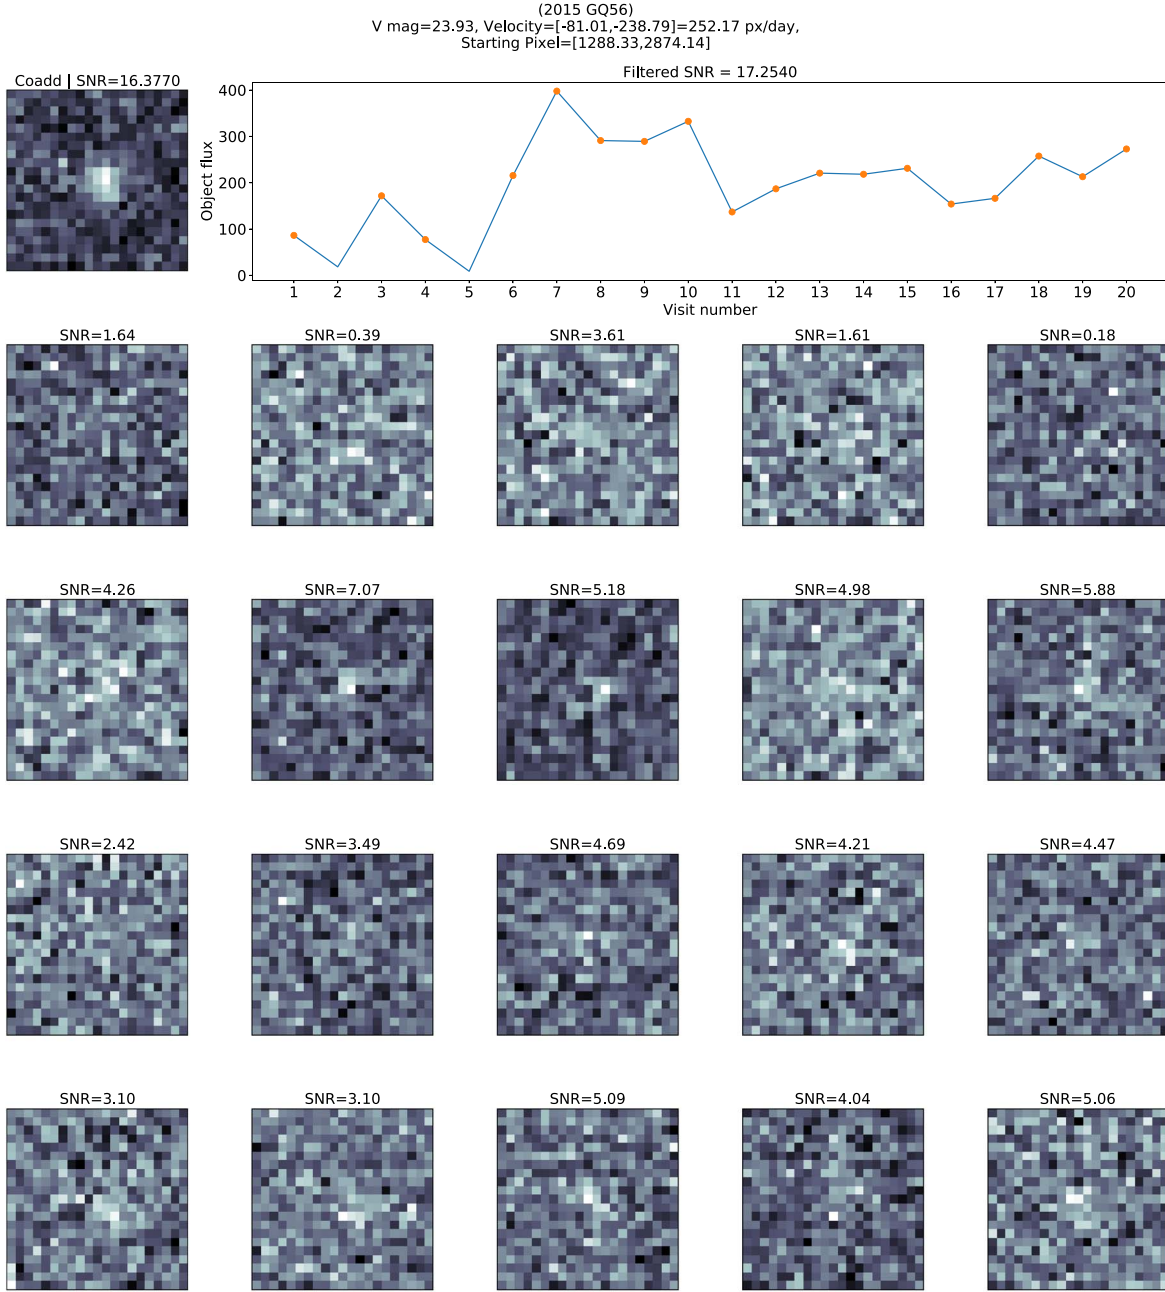 (2015 GQ56)
V mag=23.93, Velocity=[-81.01,-238.79]=252.17 px/day,
Starting Pixel=[1288.33,2874.14]
Coadd | SNR=16.3770
Filtered SNR = 17.2540
Object flux
400
300
200
100
0
1 2 3 4 5 6 7 8 9 10 11 12 13 14 15 16 17 18 19 20
Visit number
SNR=1.64 SNR=0.39 SNR=3.61 SNR=1.61 SNR=0.18
SNR=4.26 SNR=7.07 SNR=5.18 SNR=4.98 SNR=5.88
SNR=2.42 SNR=3.49 SNR=4.69 SNR=4.21 SNR=4.47
SNR=3.10 SNR=3.10 SNR=5.09 SNR=4.04 SNR=5.06